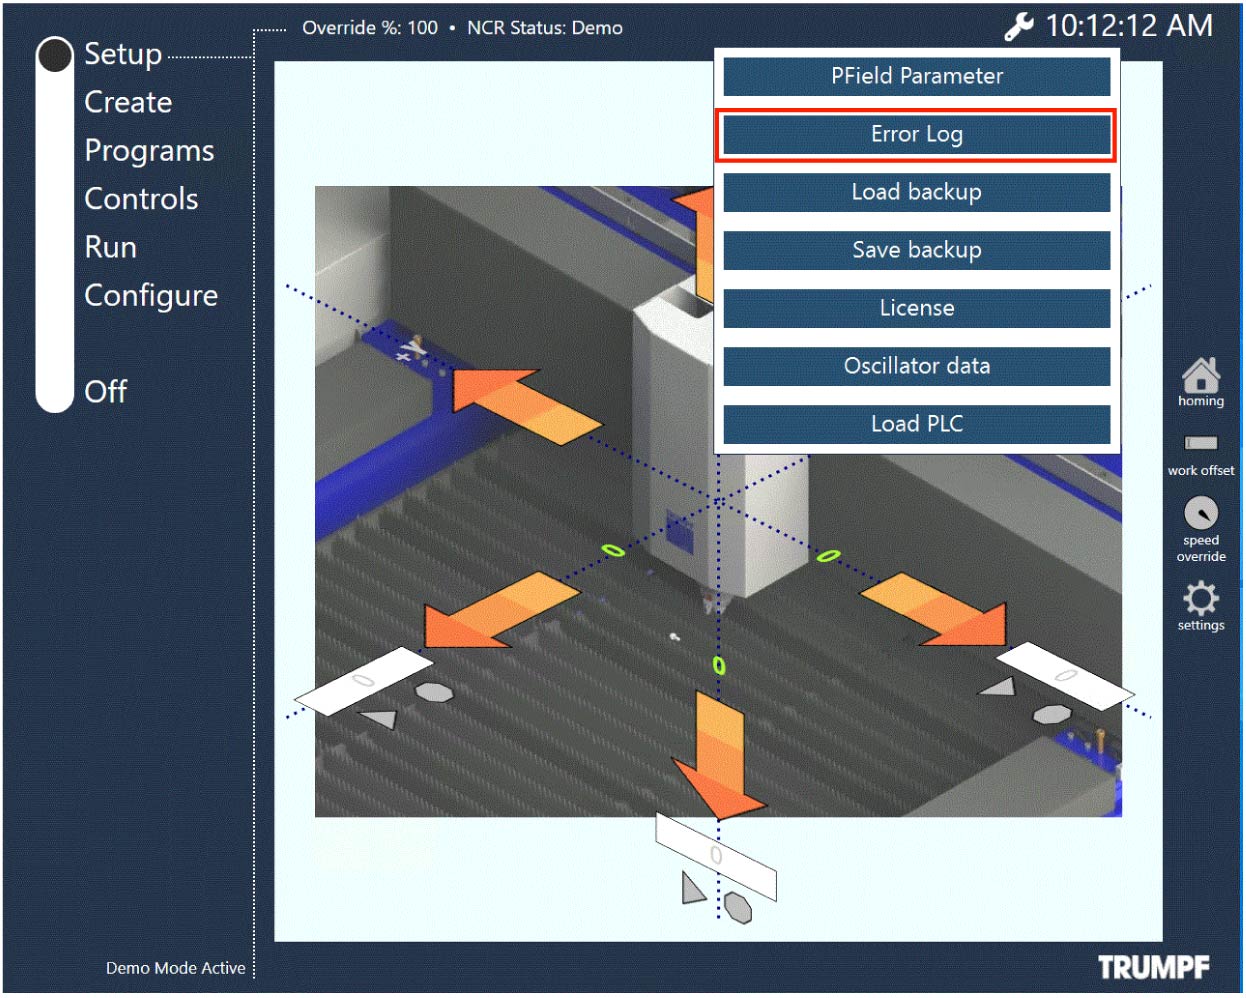 Override %: 100 • NCR Status: Demo
10:12:12 AM
Setup
Create
Programs
Controls
Run
Configure
Off
PField Parameter
Error Log
Load backup
Save backup
License
Oscillator data
Load PLC
homing
work offset
speed
override
settings
Y
+
0
0
0
0
0
0
Demo Mode Active
TRUMPF